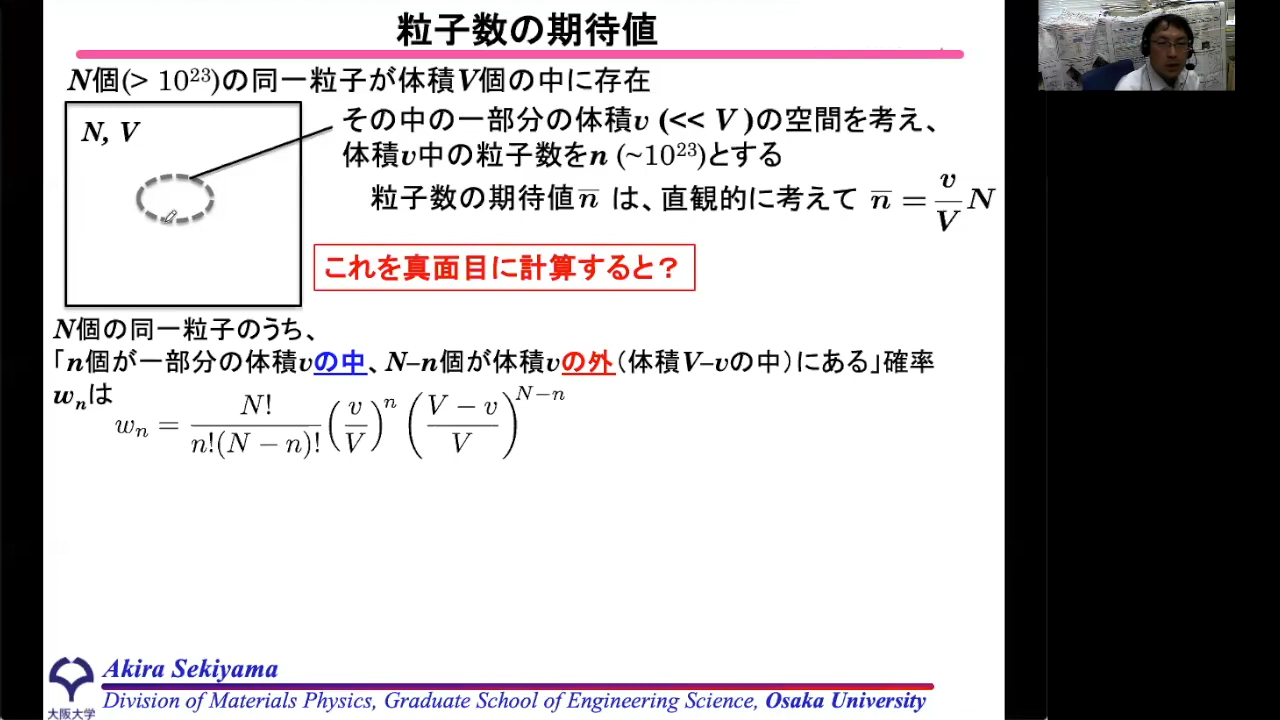 粒子数の期待値
N個(> 10²³)の同一粒子が体積V個の中に存在
N, V
その中の一部分の体積v (<< V )の空間を考え、
体積v中の粒子数をn (~10²³)とする
粒子数の期待値n̅ は、直観的に考えて n̅ = v/V N
これを真面目に計算すると？
N個の同一粒子のうち、
「n個が一部分の体積vの中、N–n個が体積vの外（体積V–vの中）にある」確率
wₙは
wₙ = N!/n!(N − n)! (v/V)ⁿ ((V − v)/V)ᴺ⁻ⁿ
Akira Sekiyama
Division of Materials Physics, Graduate School of Engineering Science, Osaka University
大阪大学